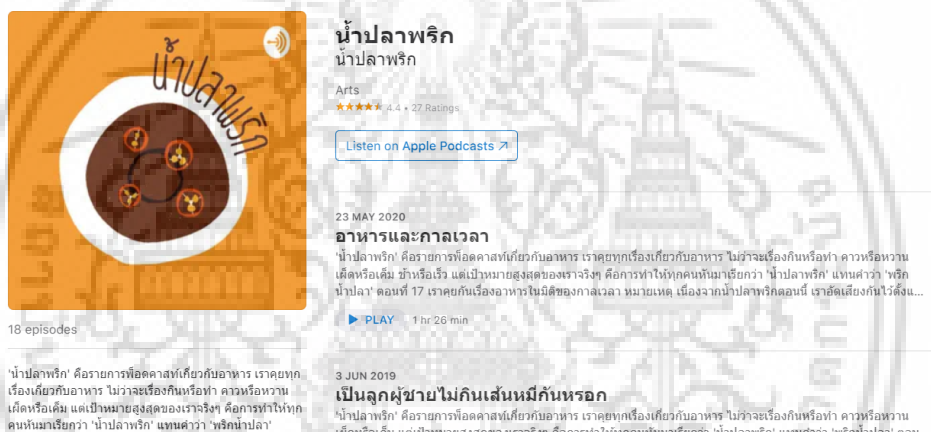 น้ำปลาพริก
18 episodes
'น้ำปลาพริก' คือรายการพ็อดคาสท์เกี่ยวกับอาหาร เราคุยทุก
เรื่องเกี่ยวกับอาหาร ไม่ว่าจะเรื่องกินหรือทำ คาวหรือหวาน
เผ็ดหรือเค็ม แต่เป้าหมายสูงสุดของเราจริงๆ คือการทำให้ทุก
คนหันมาเรียกว่า 'น้ำปลาพริก' แทนคำว่า 'พริกน้ำปลา'
น้ำปลาพริก
น้ำปลาพริก
Arts
4.4 • 27 Ratings
Listen on Apple Podcasts ↗
23 MAY 2020
อาหารและกาลเวลา
'น้ำปลาพริก' คือรายการพ็อดคาสท์เกี่ยวกับอาหาร เราคุยทุกเรื่องเกี่ยวกับอาหาร ไม่ว่าจะเรื่องกินหรือทำ คาวหรือหวาน
เผ็ดหรือเค็ม ช้าหรือเร็ว แต่เป้าหมายสูงสุดของเราจริงๆ คือการทำให้ทุกคนหันมาเรียกว่า 'น้ำปลาพริก' แทนคำว่า 'พริก
น้ำปลา' ตอนที่ 17 เราคุยกันเรื่องอาหารในมิติของกาลเวลา หมายเหตุ เนื่องจากน้ำปลาพริกตอนนี้ เราอัดเสียงกันไว้ตั้งแ...
PLAY 1 hr 26 min
3 JUN 2019
เป็นลูกผู้ชายไม่กินเส้นหมี่กันหรอก
'น้ำปลาพริก' คือรายการพ็อดคาสท์เกี่ยวกับอาหาร เราคุยทุกเรื่องเกี่ยวกับอาหาร ไม่ว่าจะเรื่องกินหรือทำ คาวหรือหวาน